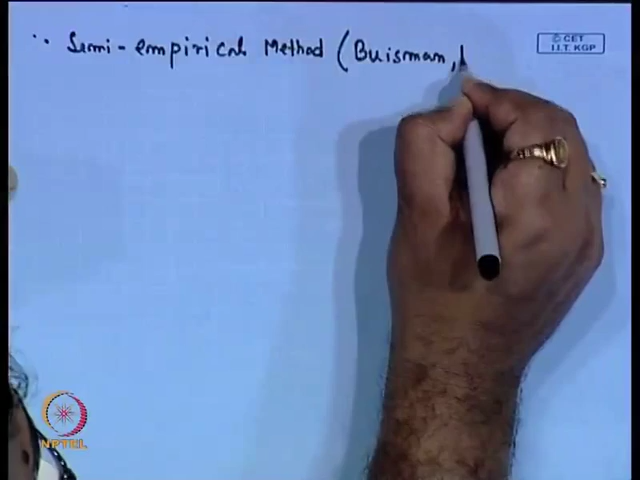 ∵ Semi-empirical Method (Buisman,
© CET
I.I.T. KGP
NPTEL